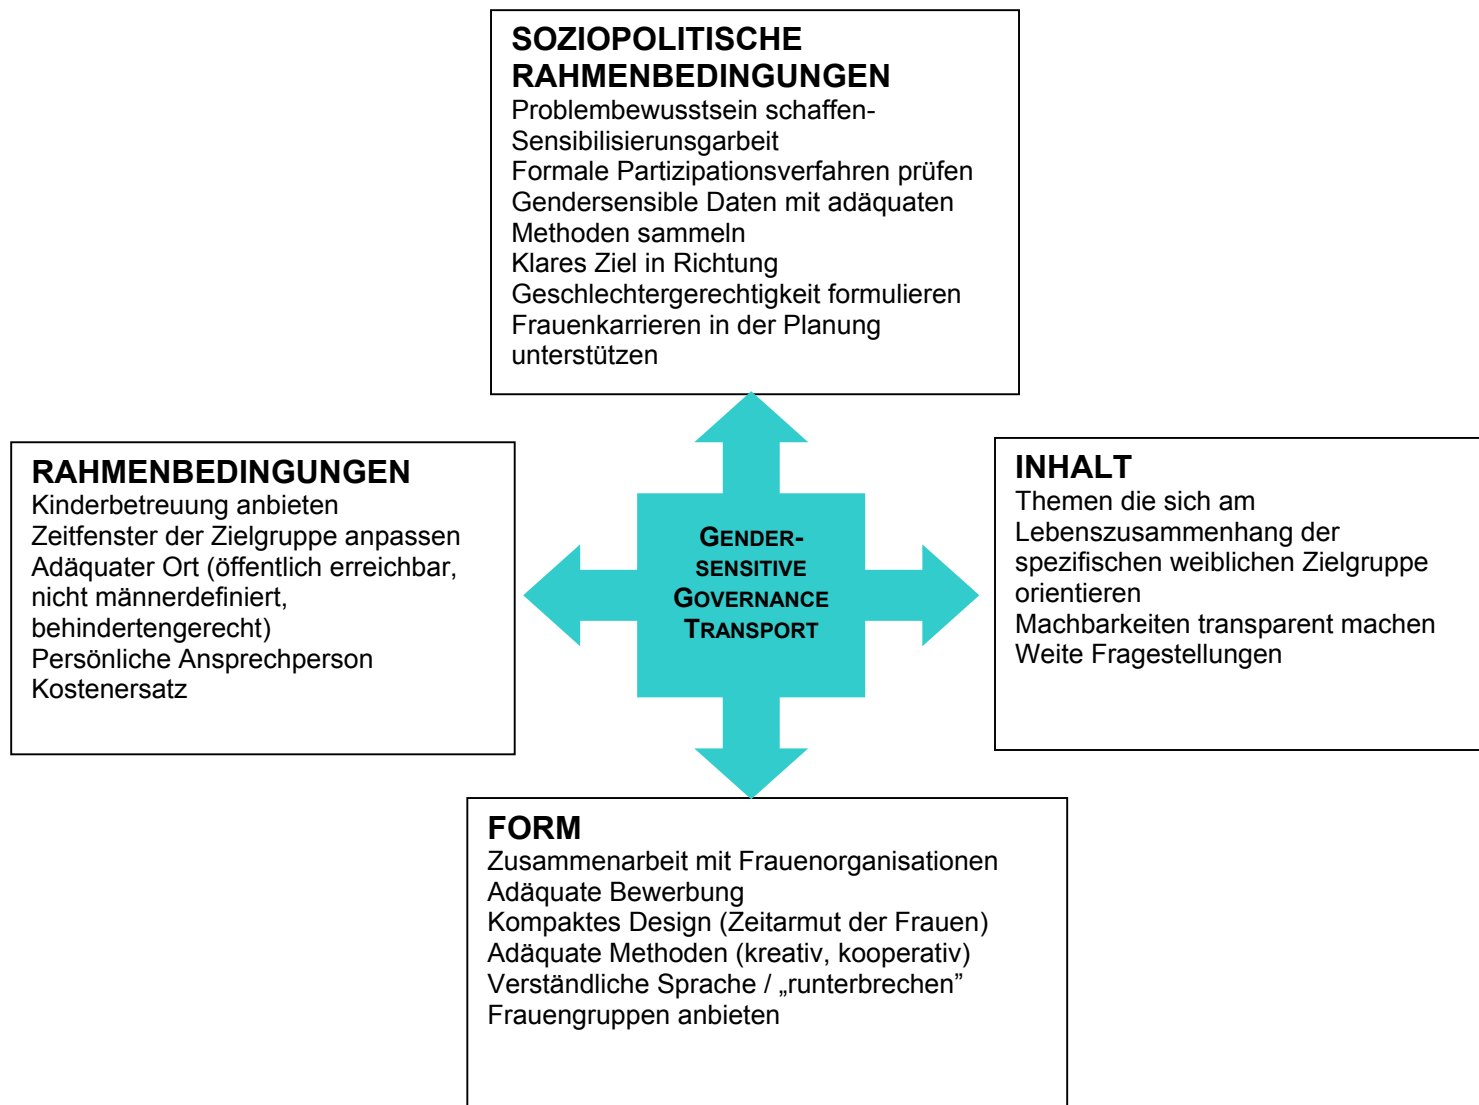 SOZIOPOLITISCHE
RAHMENBEDINGUNGEN
Problembewusstsein schaffen-
Sensibilisierunsgarbeit
Formale Partizipationsverfahren prüfen
Gendersensible Daten mit adäquaten
Methoden sammeln
Klares Ziel in Richtung
Geschlechtergerechtigkeit formulieren
Frauenkarrieren in der Planung
unterstützen
RAHMENBEDINGUNGEN
Kinderbetreuung anbieten
Zeitfenster der Zielgruppe anpassen
Adäquater Ort (öffentlich erreichbar,
nicht männerdefiniert,
behindertengerecht)
Persönliche Ansprechperson
Kostenersatz
GENDER-
SENSITIVE
GOVERNANCE
TRANSPORT
INHALT
Themen die sich am
Lebenszusammenhang der
spezifischen weiblichen Zielgruppe
orientieren
Machbarkeiten transparent machen
Weite Fragestellungen
FORM
Zusammenarbeit mit Frauenorganisationen
Adäquate Bewerbung
Kompaktes Design (Zeitarmut der Frauen)
Adäquate Methoden (kreativ, kooperativ)
Verständliche Sprache / „runterbrechen”
Frauengruppen anbieten